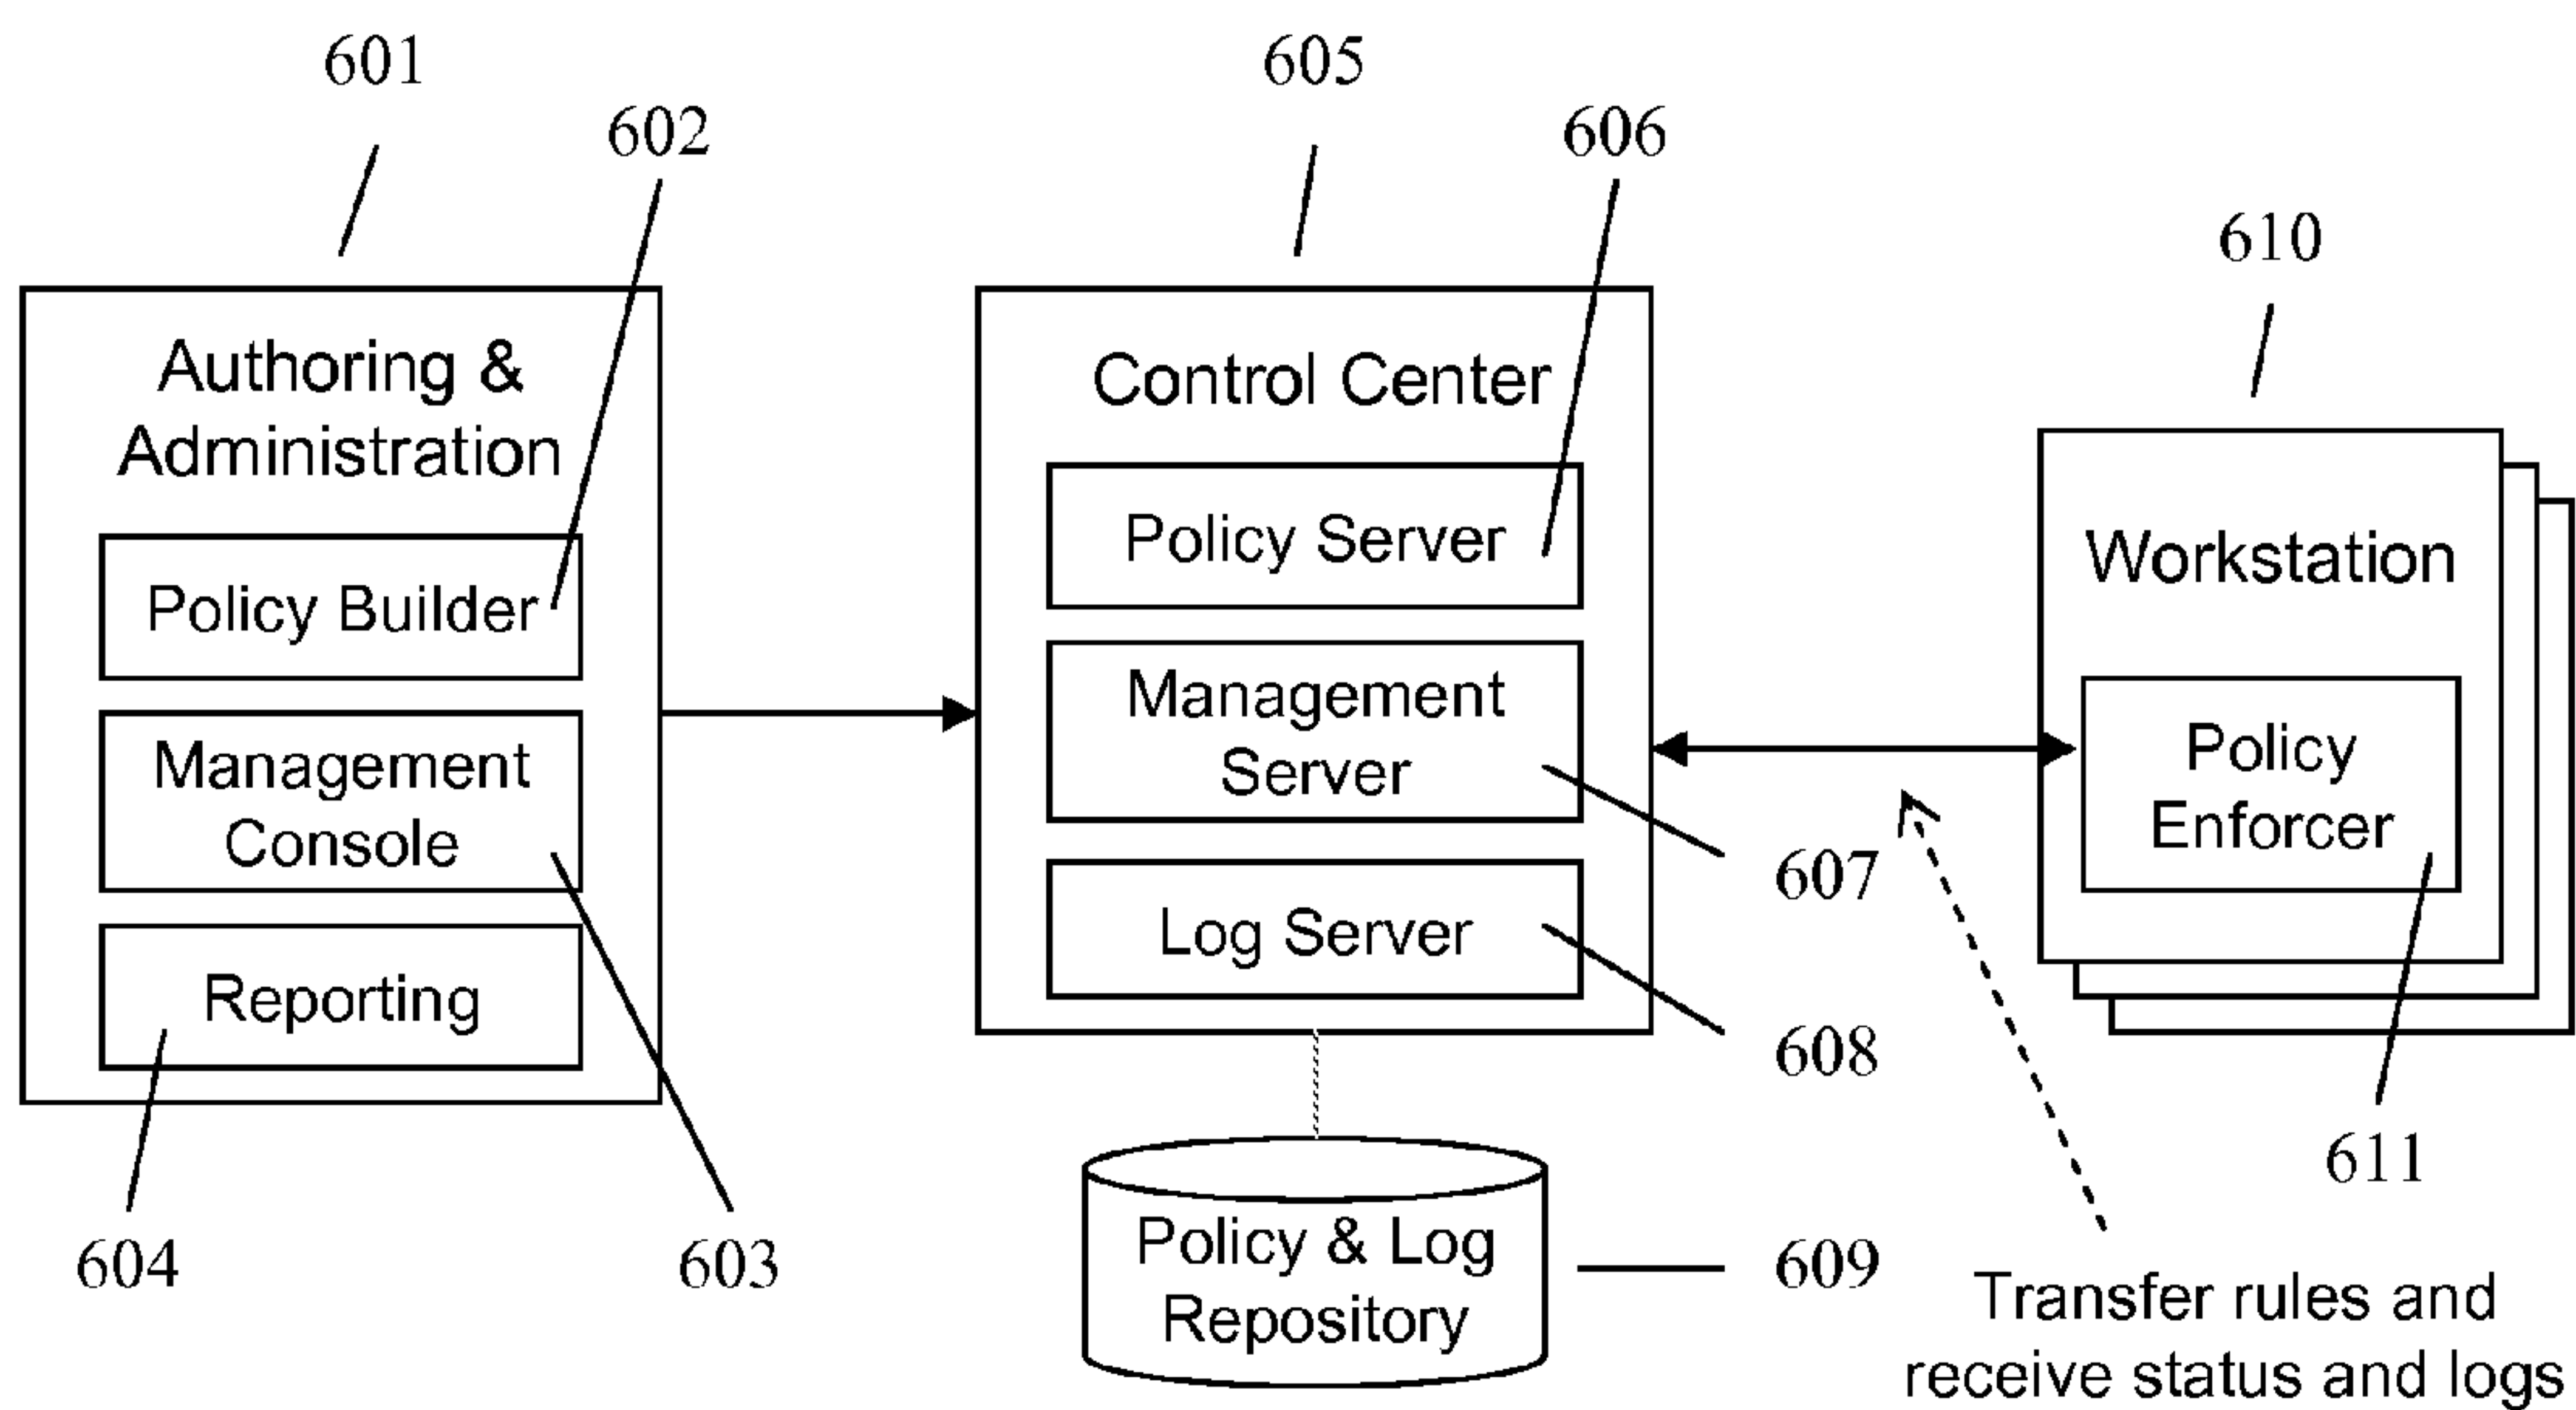 601
602
605
606
610
Authoring &
Administration
Policy Builder
Management
Console
Reporting
604
603
Control Center
Policy Server
Management
Server
Log Server
607
608
Policy & Log
Repository
609
Workstation
Policy
Enforcer
611
Transfer rules and
receive status and logs